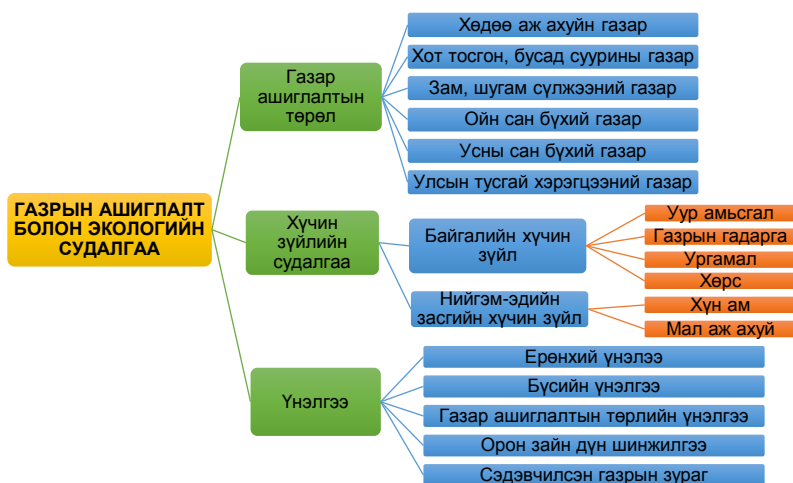 ГАЗРЫН АШИГЛАЛТ
БОЛОН ЭКОЛОГИЙН
СУДАЛГАА
Газар
ашиглалтын
төрөл
Хөдөө аж ахуйн газар
Хот тосгон, бусад суурины газар
Зам, шугам сүлжээний газар
Ойн сан бүхий газар
Усны сан бүхий газар
Улсын тусгай хэрэгцээний газар
Хүчин
зүйлийн
судалгаа
Байгалийн хүчин
зүйл
Уур амьсгал
Газрын гадарга
Ургамал
Хөрс
Нийгэм-эдийн
засгийн хүчин зүйл
Хүн ам
Мал аж ахуй
Үнэлгээ
Ерөнхий үнэлээ
Бүсийн үнэлгээ
Газар ашиглалтын төрлийн үнэлгээ
Орон зайн дүн шинжилгээ
Сэдэвчилсэн газрын зураг